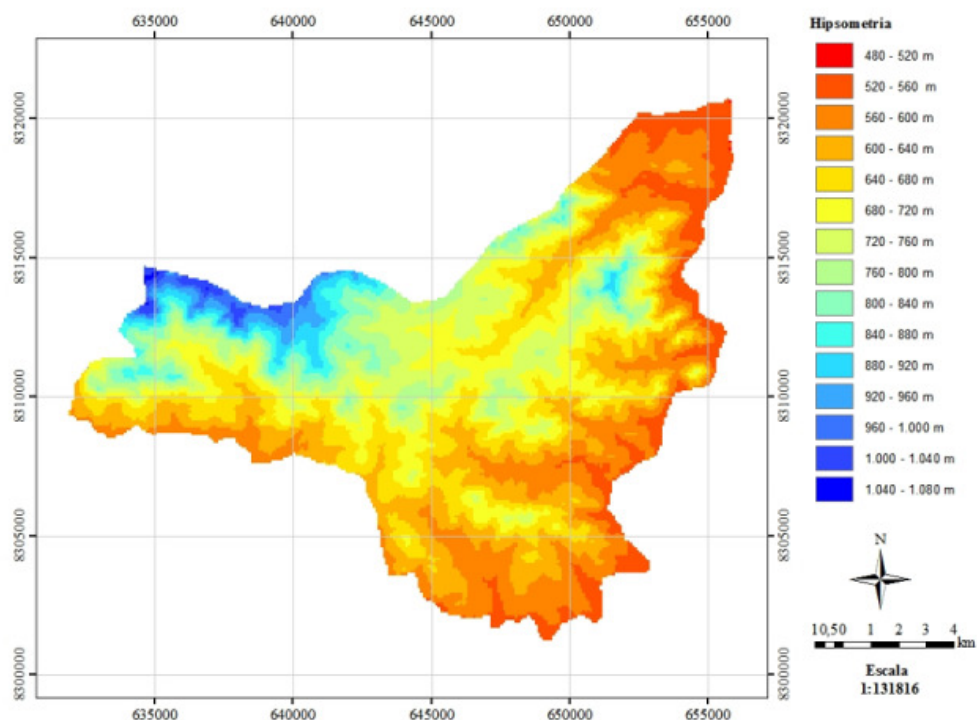 635000 640000 645000 650000 655000
8320000
8315000
8310000
8305000
8300000
8320000
8315000
8310000
8305000
8300000
635000 640000 645000 650000 655000
Hipsometria
480 - 520 m
520 - 560 m
560 - 600 m
600 - 640 m
640 - 680 m
680 - 720 m
720 - 760 m
760 - 800 m
800 - 840 m
840 - 880 m
880 - 920 m
920 - 960 m
960 - 1.000 m
1.000 - 1.040 m
1.040 - 1.080 m
N
10,50 1 2 3 4
km
Escala
1:131816